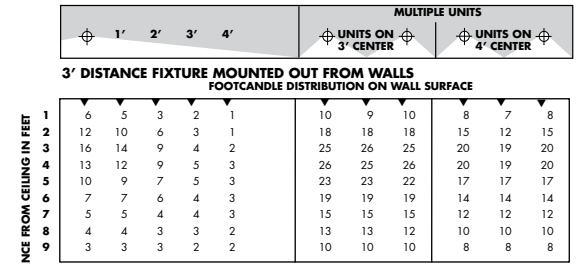 MULTIPLE UNITS
1′ 2′ 3′ 4′ UNITS ON 3′ CENTER UNITS ON 4′ CENTER
3′ DISTANCE FIXTURE MOUNTED OUT FROM WALLS
FOOTCANDLE DISTRIBUTION ON WALL SURFACE
NCE FROM CEILING IN FEET
1 6 5 3 2 1 10 9 10 8 7 8
2 12 10 6 3 1 18 18 18 15 12 15
3 16 14 9 4 2 25 26 25 20 19 20
4 13 12 9 5 3 26 25 26 20 19 20
5 10 9 7 5 3 23 23 22 17 17 17
6 7 7 6 4 3 19 19 19 14 14 14
7 5 5 4 4 3 15 15 15 12 12 12
8 4 4 3 3 2 13 13 12 10 10 10
9 3 3 3 2 2 10 10 10 8 8 8